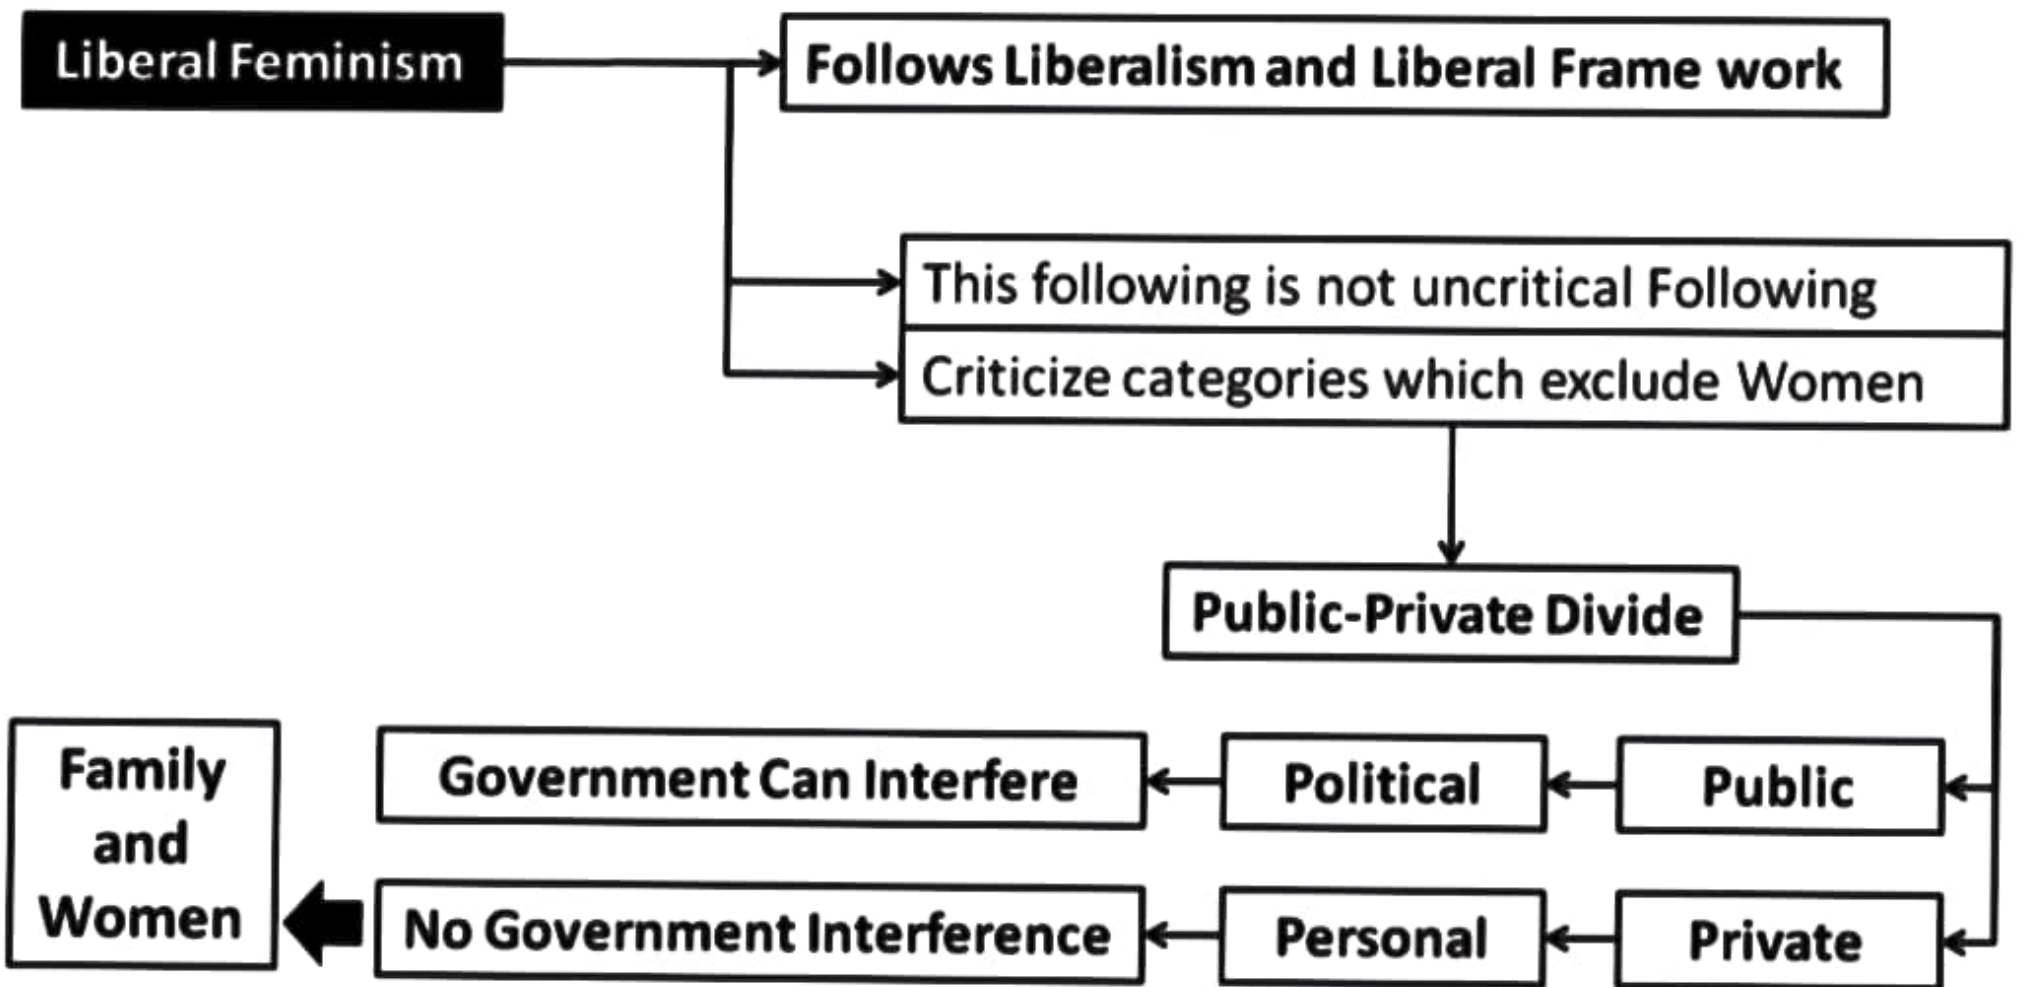 Liberal Feminism
Follows Liberalism and Liberal Frame work
This following is not uncritical Following
Criticize categories which exclude Women
Public-Private Divide
Government Can Interfere
Political
Public
Family
and
Women
No Government Interference
Personal
Private